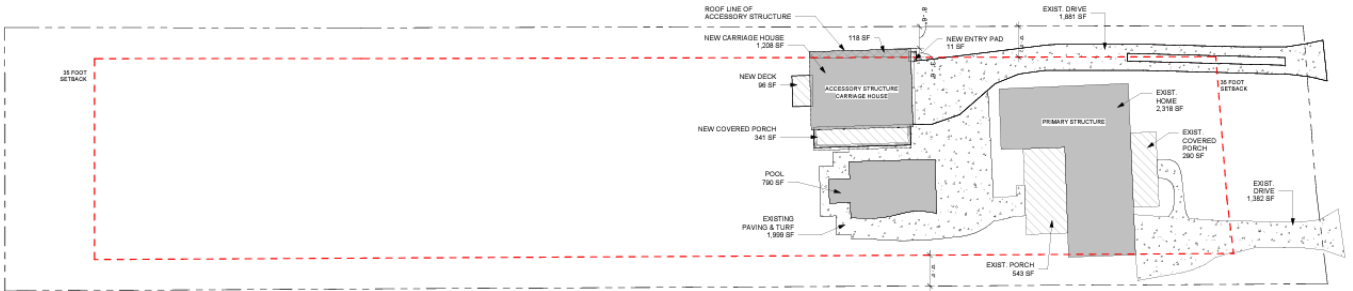 ROOF LINE OF
ACCESSORY STRUCTURE
NEW CARRIAGE HOUSE
1,208 SF
118 SF
NEW ENTRY PAD
11 SF
EXIST. DRIVE
1,881 SF
35 FOOT
SETBACK
NEW DECK
96 SF
ACCESSORY STRUCTURE
CARRIAGE HOUSE
35 FOOT
SETBACK
EXIST.
HOME
2,318 SF
PRIMARY STRUCTURE
NEW COVERED PORCH
341 SF
EXIST.
COVERED
PORCH
290 SF
POOL
790 SF
EXIST.
DRIVE
1,382 SF
EXISTING
PAVING & TURF
1,999 SF
EXIST. PORCH
543 SF